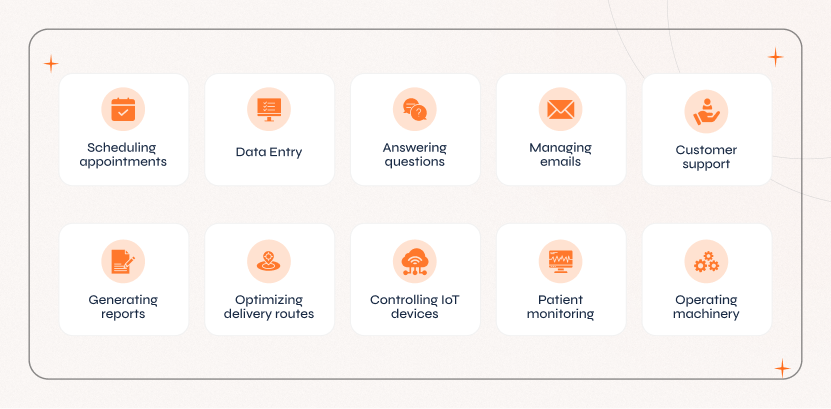 Scheduling
appointments
Data Entry
Answering
questions
Managing
emails
Customer
support
Generating
reports
Optimizing
delivery routes
Controlling IoT
devices
Patient
monitoring
Operating
machinery